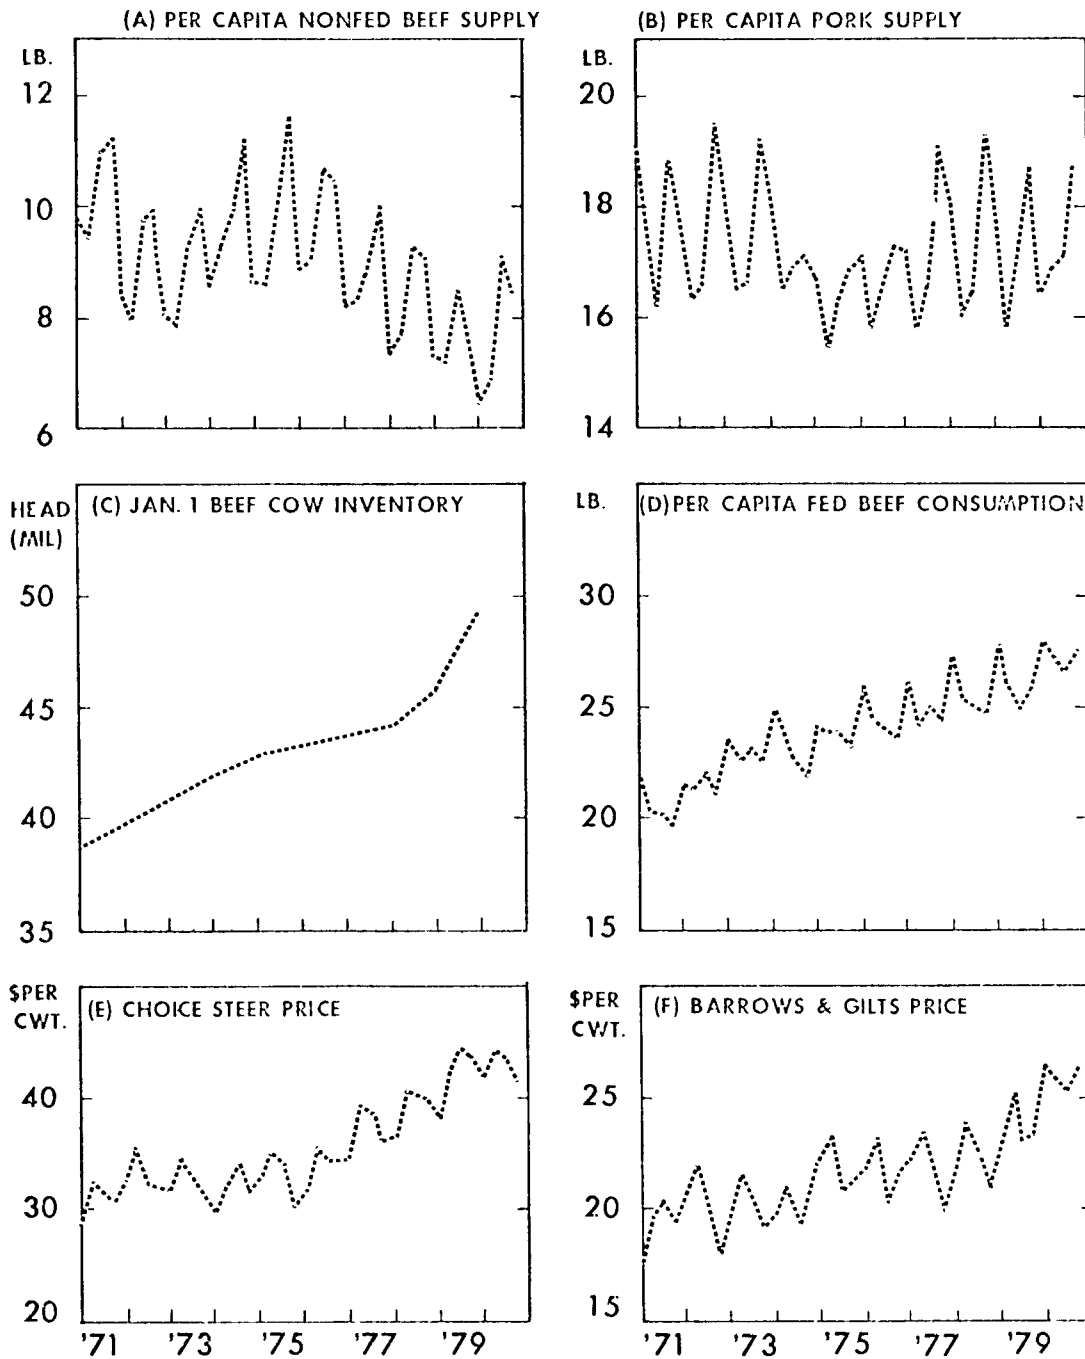 (A) PER CAPITA NONFED BEEF SUPPLY
LB.
12
10
8
6
(B) PER CAPITA PORK SUPPLY
LB.
20
18
16
14
(C) JAN. 1 BEEF COW INVENTORY
HEAD
(MIL)
50
45
40
35
(D) PER CAPITA FED BEEF CONSUMPTION
LB.
30
25
20
15
(E) CHOICE STEER PRICE
$PER
CWT.
40
30
20
'71 '73 '75 '77 '79
(F) BARROWS & GILTS PRICE
$PER
CWT.
25
20
15
'71 '73 '75 '77 '79